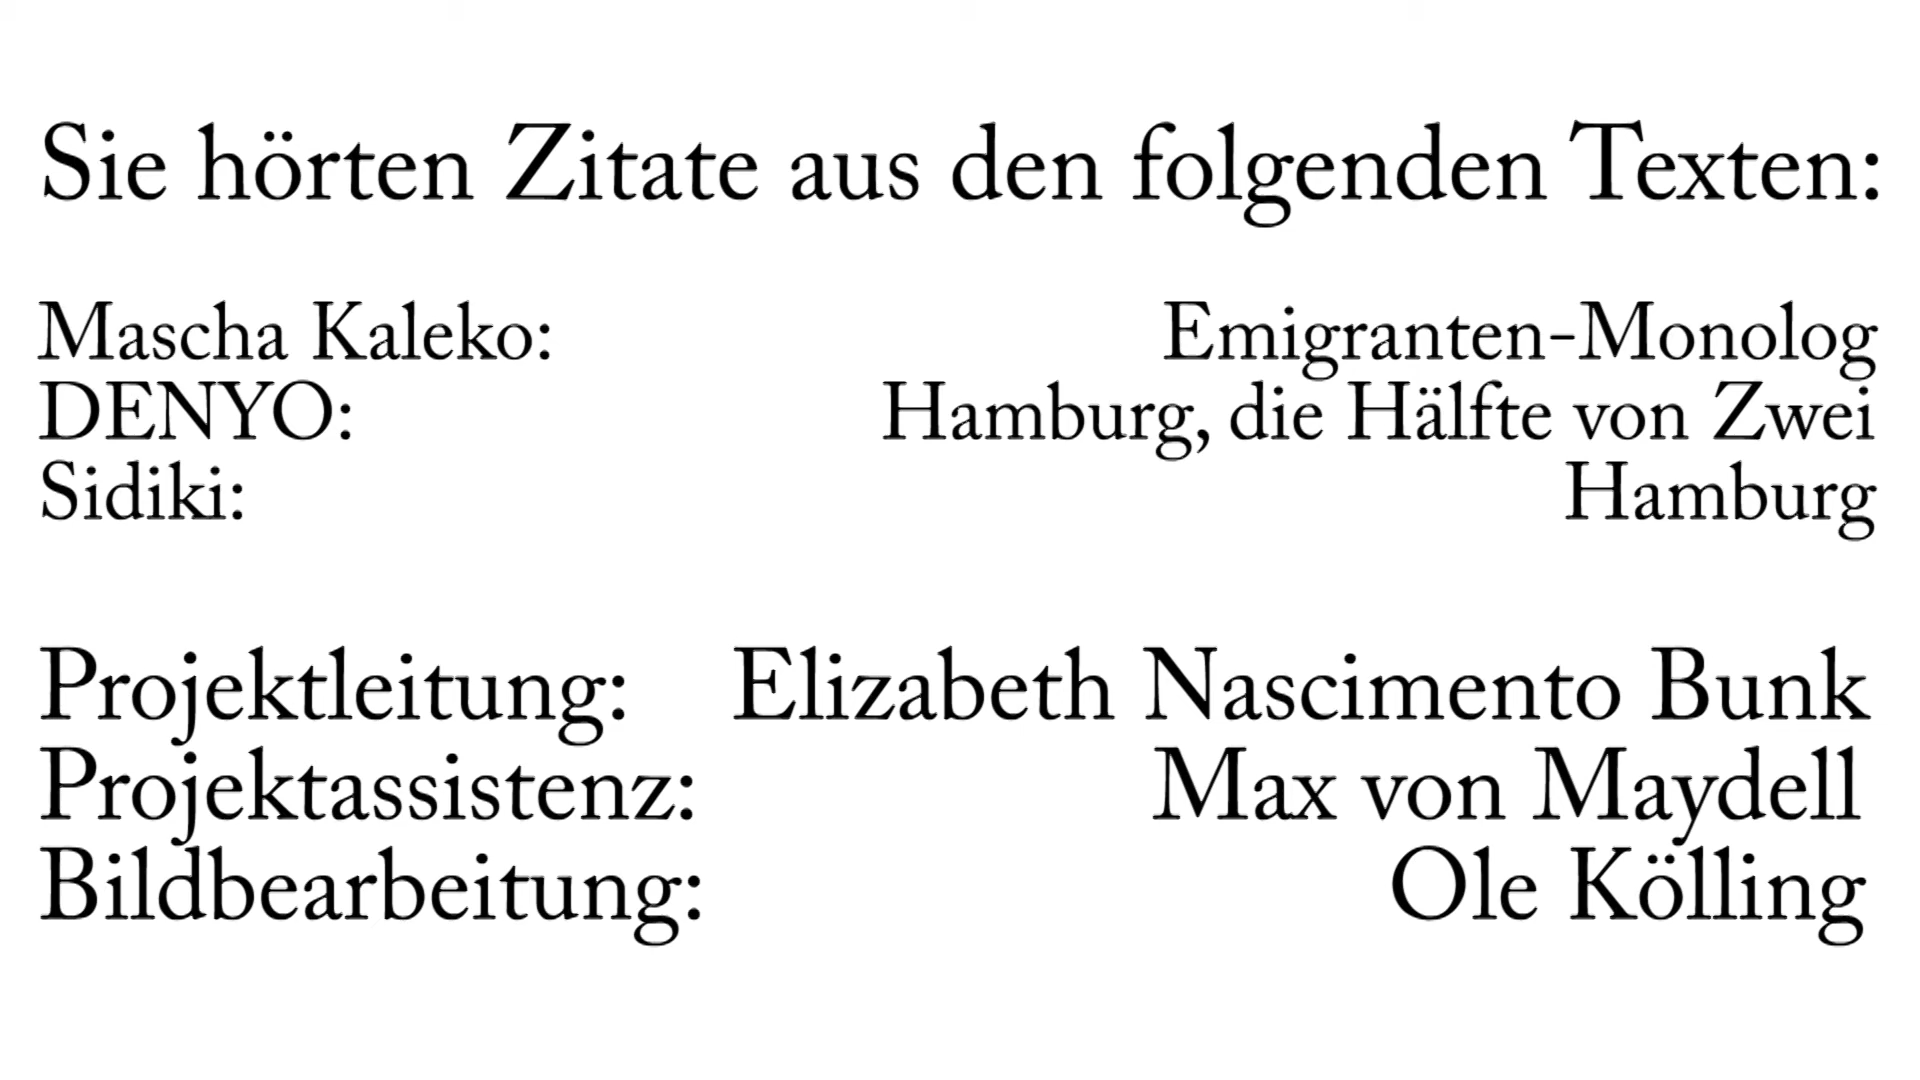 Sie hörten Zitate aus den folgenden Texten:
Mascha Kaleko: Emigranten-Monolog
DENYO: Hamburg, die Hälfte von Zwei
Sidiki: Hamburg
Projektleitung: Elizabeth Nascimento Bunk
Projektassistenz: Max von Maydell
Bildbearbeitung: Ole Kölling